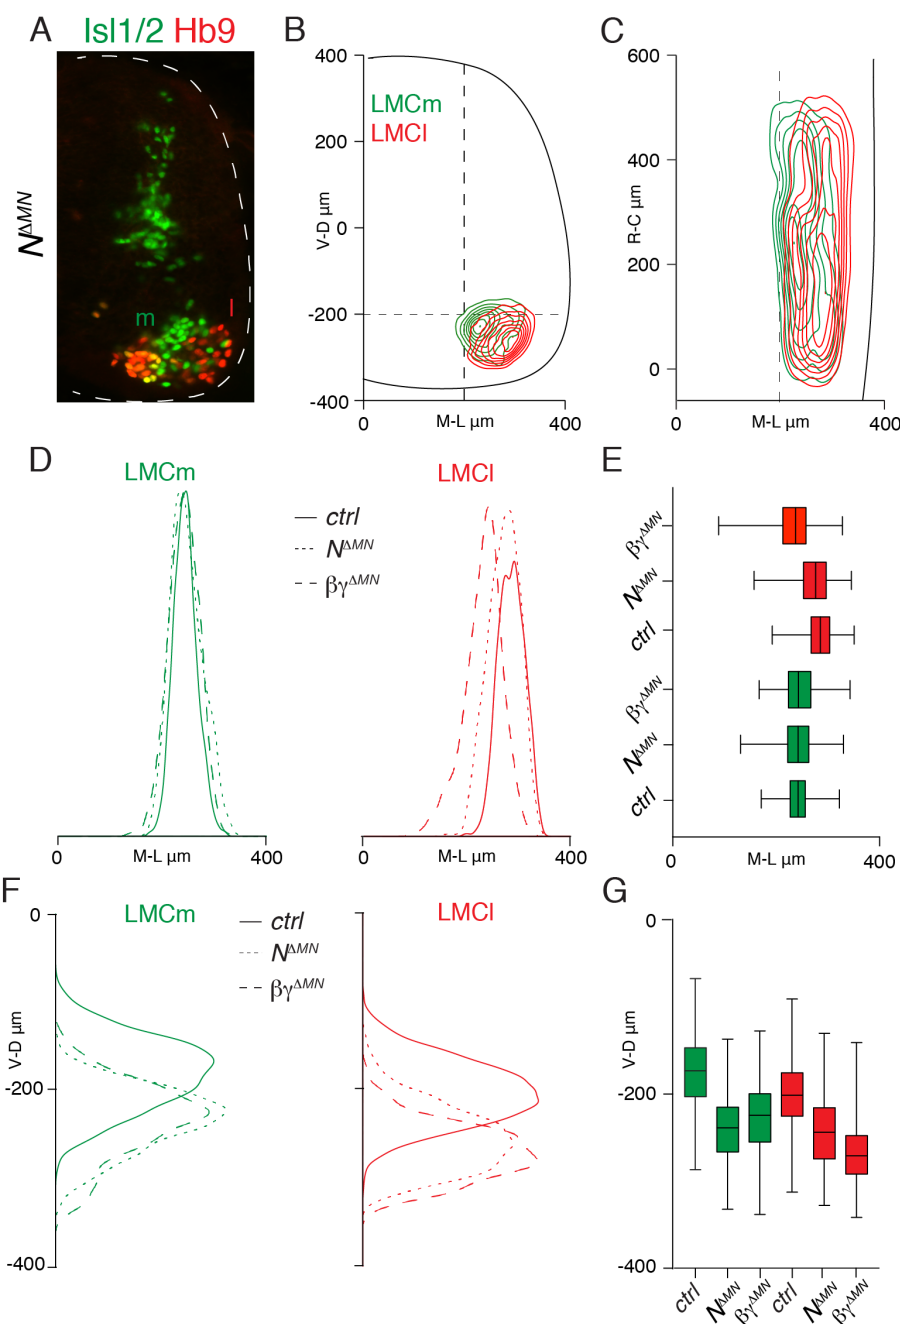 A Isl1/2 Hb9
N^ΔMN
m
l
B
400
200
0
-200
-400
V-D µm
LMCm
LMCl
0
M-L µm
400
C
600
400
200
0
R-C µm
0
M-L µm
400
D
LMCm
LMCl
ctrl
N^ΔMN
βγ^ΔMN
0
M-L µm
400
0
M-L µm
400
E
βγ^ΔMN
N^ΔMN
ctrl
βγ^ΔMN
N^ΔMN
ctrl
0
M-L µm
400
F
LMCm
LMCl
ctrl
N^ΔMN
βγ^ΔMN
0
-200
-400
V-D µm
G
0
-200
-400
V-D µm
ctrl
N^ΔMN
βγ^ΔMN
ctrl
N^ΔMN
βγ^ΔMN